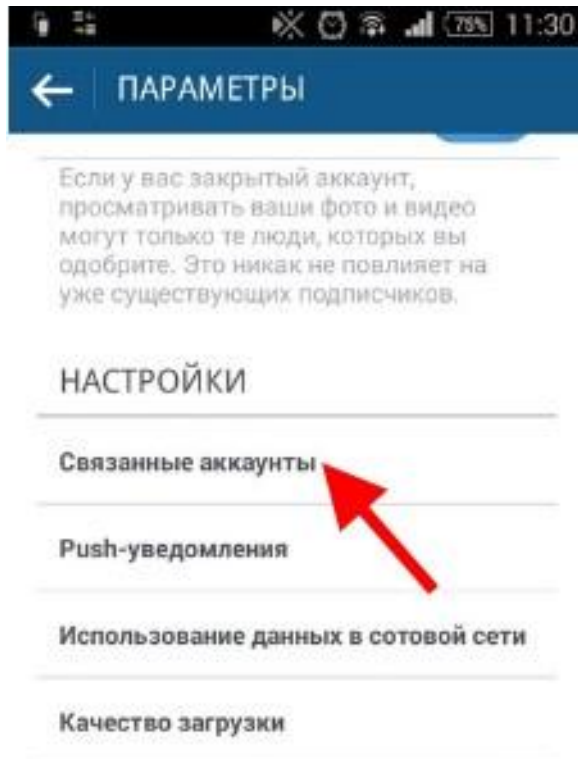 75% 11:30
ПАРАМЕТРЫ
Если у вас закрытый аккаунт,
просматривать ваши фото и видео
могут только те люди, которых вы
одобрите. Это никак не повлияет на
уже существующих подписчиков.
НАСТРОЙКИ
Связанные аккаунты
Push-уведомления
Использование данных в сотовой сети
Качество загрузки